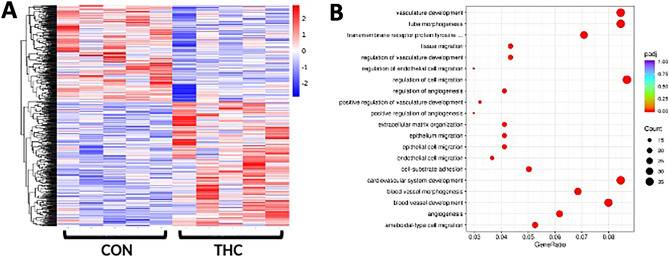 A
2
1
0
-1
-2
CON
THC
B
vasculature development
tube morphogenesis
transmembrane receptor protein tyrosine ...
tissue migration
regulation of vasculature development
regulation of endothelial cell migration
regulation of cell migration
regulation of angiogenesis
positive regulation of vasculature development
positive regulation of angiogenesis
extracellular matrix organization
epithelium migration
epithelial cell migration
endothelial cell migration
cell-substrate adhesion
cardiovascular system development
blood vessel morphogenesis
blood vessel development
angiogenesis
ameboidal-type cell migration
0.03 0.04 0.05 0.06 0.07 0.08
GeneRatio
padj
1.00
0.75
0.50
0.25
0.00
Count
15
20
25
30
35